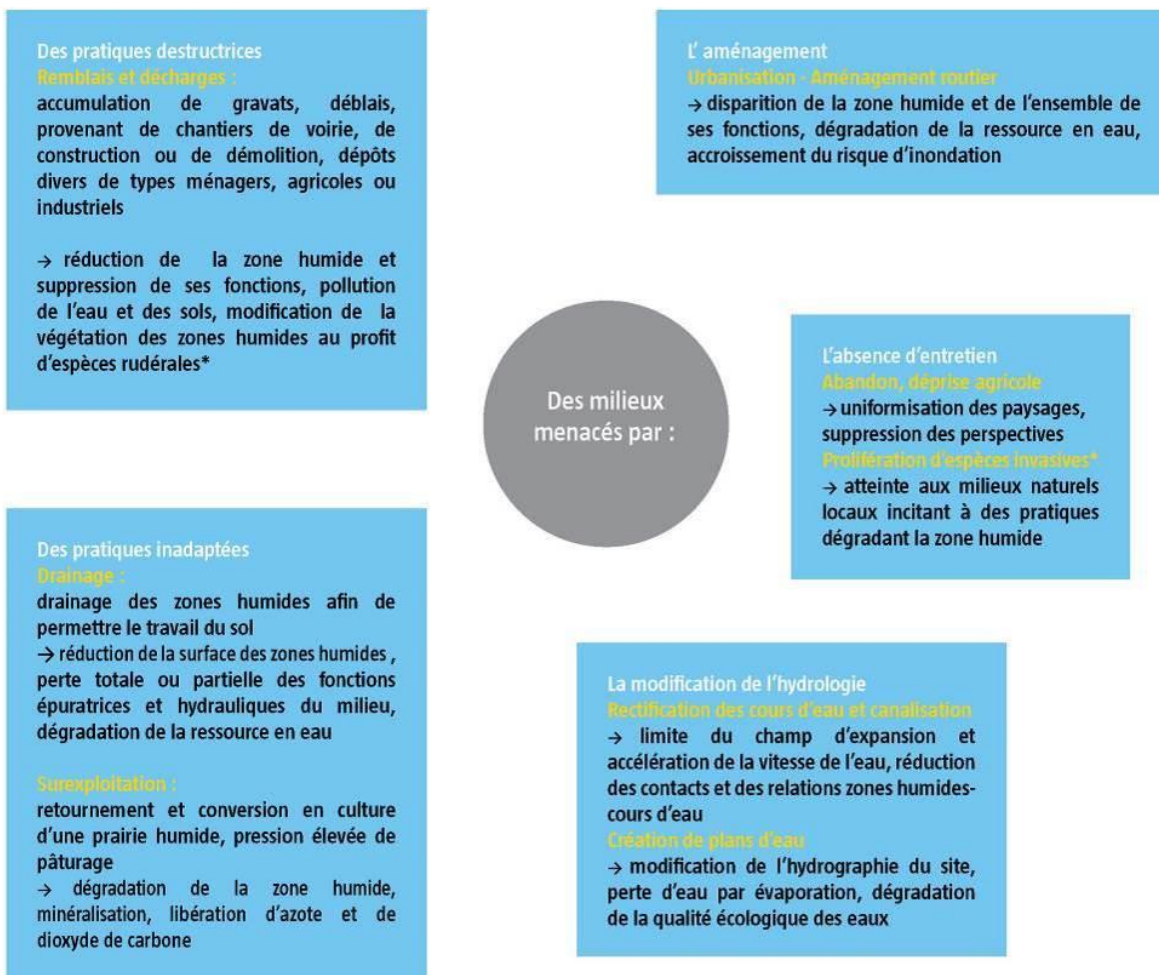 Des pratiques destructrices
Remblais et décharges :
accumulation de gravats, déblais,
provenant de chantiers de voirie, de
construction ou de démolition, dépôts
divers de types ménagers, agricoles ou
industriels
→ réduction de la zone humide et
suppression de ses fonctions, pollution
de l'eau et des sols, modification de la
végétation des zones humides au profit
d'espèces rudérales*
L' aménagement
Urbanisation - Aménagement routier
→ disparition de la zone humide et de l'ensemble de
ses fonctions, dégradation de la ressource en eau,
accroissement du risque d'inondation
Des milieux
menacés par :
L'absence d'entretien
Abandon, déprise agricole
→ uniformisation des paysages,
suppression des perspectives
Prolifération d'espèces invasives*
→ atteinte aux milieux naturels
locaux incitant à des pratiques
dégradant la zone humide
Des pratiques inadaptées
Drainage :
drainage des zones humides afin de
permettre le travail du sol
→ réduction de la surface des zones humides ,
perte totale ou partielle des fonctions
épuratrices et hydrauliques du milieu,
dégradation de la ressource en eau
Surexploitation :
retournement et conversion en culture
d'une prairie humide, pression élevée de
pâturage
→ dégradation de la zone humide,
minéralisation, libération d'azote et de
dioxyde de carbone
La modification de l'hydrologie
Rectification des cours d'eau et canalisation
→ limite du champ d'expansion et
accélération de la vitesse de l'eau, réduction
des contacts et des relations zones humides-
cours d'eau
Création de plans d'eau
→ modification de l'hydrographie du site,
perte d'eau par évaporation, dégradation
de la qualité écologique des eaux